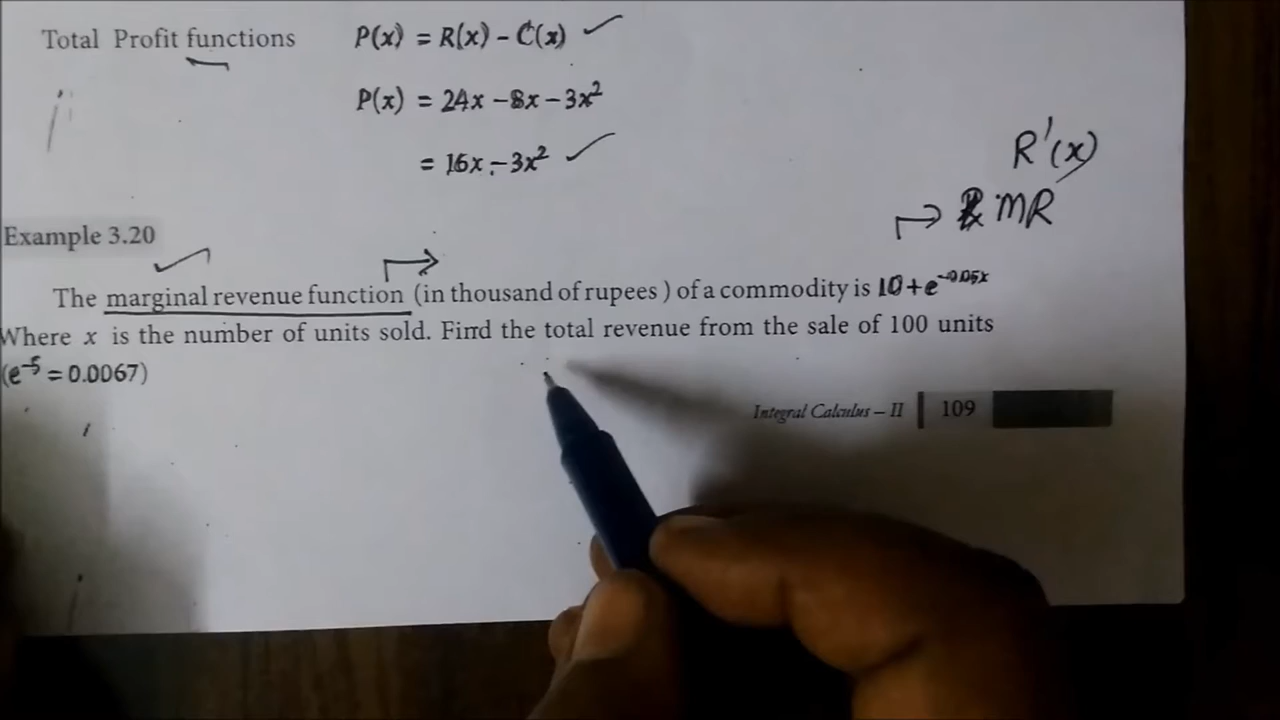 Total Profit functions P(x) = R(x) – C(x)
P(x) = 24x – 8x – 3x²
= 16x – 3x²
R'(x)
MR
Example 3.20
The marginal revenue function (in thousand of rupees ) of a commodity is 10+e^-0.05x
Where x is the number of units sold. Find the total revenue from the sale of 100 units
(e^-5 = 0.0067)
Integral Calculus – II 109